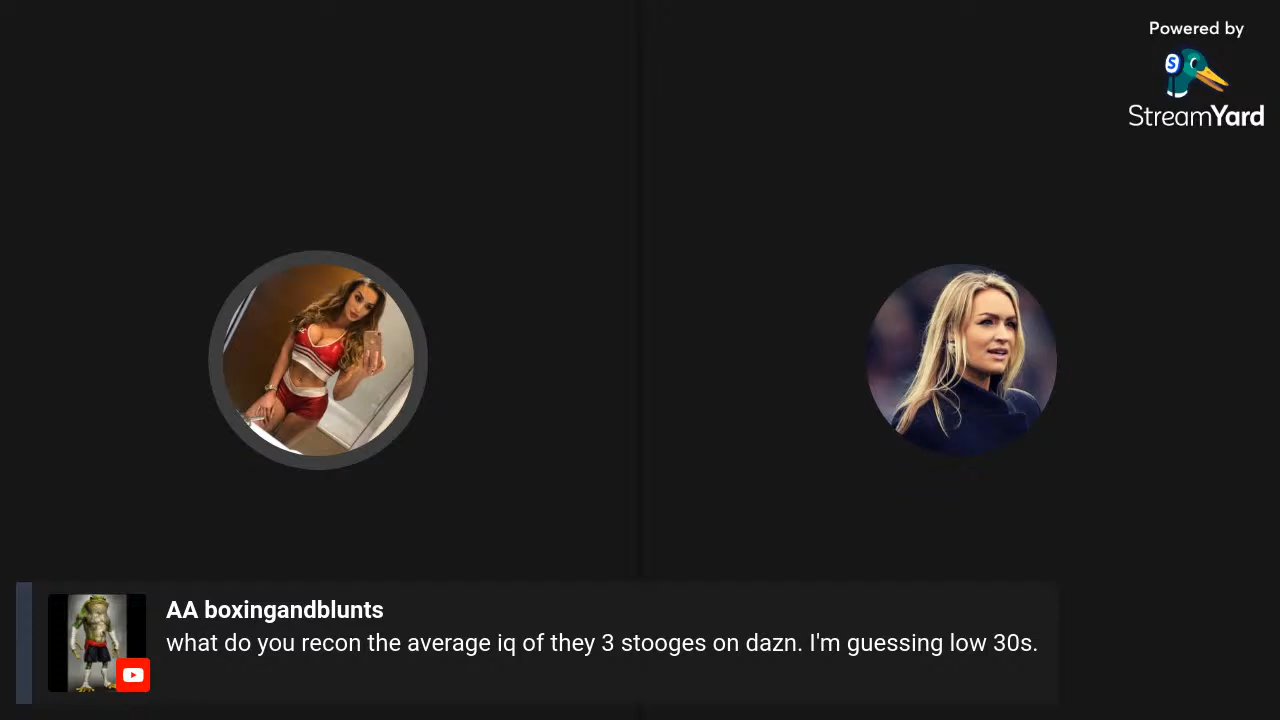 Powered by
StreamYard
AA boxingandblunts
what do you recon the average iq of they 3 stooges on dazn. I'm guessing low 30s.